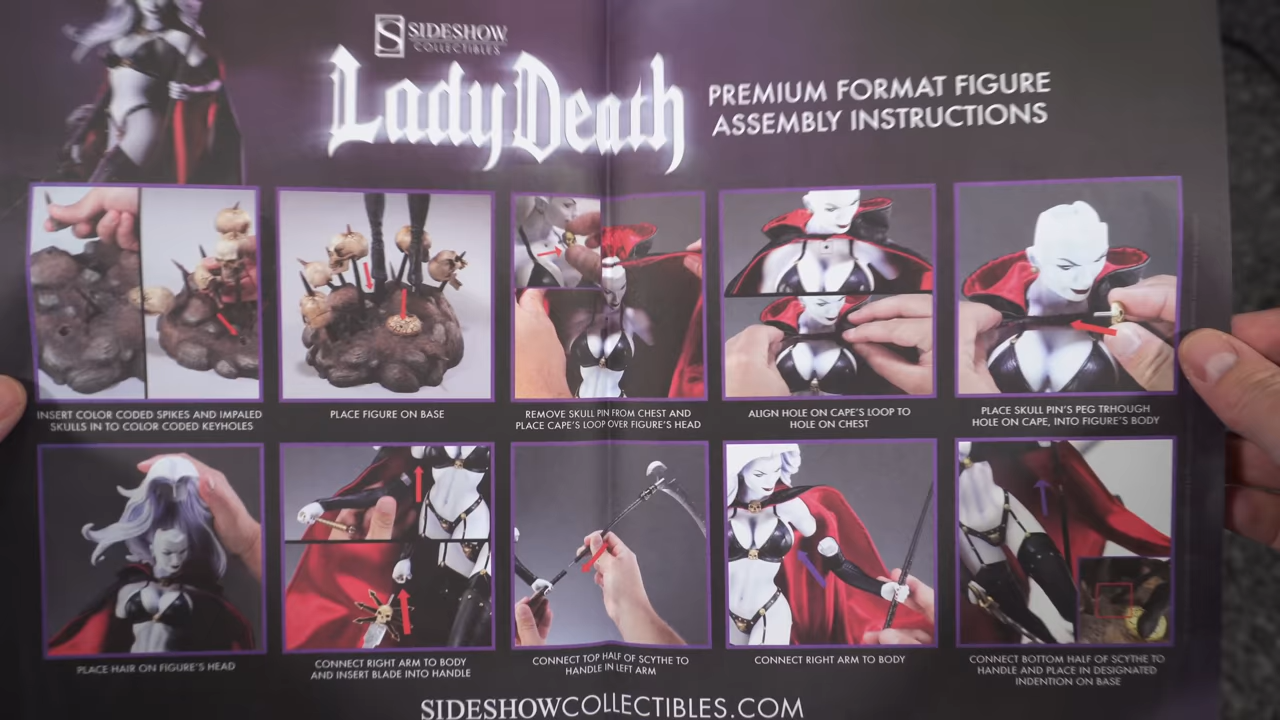 SIDESHOW
COLLECTIBLES
Lady Death
PREMIUM FORMAT FIGURE
ASSEMBLY INSTRUCTIONS
INSERT COLOR CODED SPIKES AND IMPALED
SKULLS IN TO COLOR CODED KEYHOLES
PLACE FIGURE ON BASE
REMOVE SKULL PIN FROM CHEST AND
PLACE CAPE'S LOOP OVER FIGURE'S HEAD
ALIGN HOLE ON CAPE'S LOOP TO
HOLE ON CHEST
PLACE SKULL PIN'S PEG TRHOUGH
HOLE ON CAPE, INTO FIGURE'S BODY
PLACE HAIR ON FIGURE'S HEAD
CONNECT RIGHT ARM TO BODY
AND INSERT BLADE INTO HANDLE
CONNECT TOP HALF OF SCYTHE TO
HANDLE IN LEFT ARM
CONNECT RIGHT ARM TO BODY
CONNECT BOTTOM HALF OF SCYTHE TO
HANDLE AND PLACE IN DESIGNATED
INDENTION ON BASE
SIDESHOWCOLLECTIBLES.COM